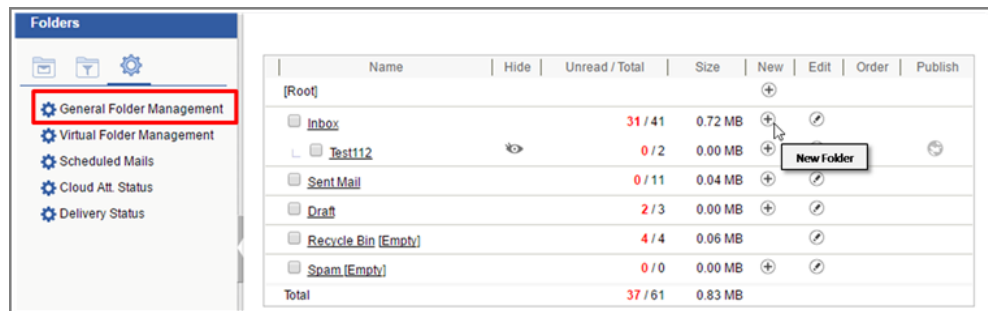 Folders
General Folder Management
Virtual Folder Management
Scheduled Mails
Cloud Att. Status
Delivery Status
Name Hide Unread / Total Size New Edit Order Publish
[Root]
Inbox 31 / 41 0.72 MB
Test112 0 / 2 0.00 MB
New Folder
Sent Mail 0 / 11 0.04 MB
Draft 2 / 3 0.00 MB
Recycle Bin [Empty] 4 / 4 0.06 MB
Spam [Empty] 0 / 0 0.00 MB
Total 37 / 61 0.83 MB